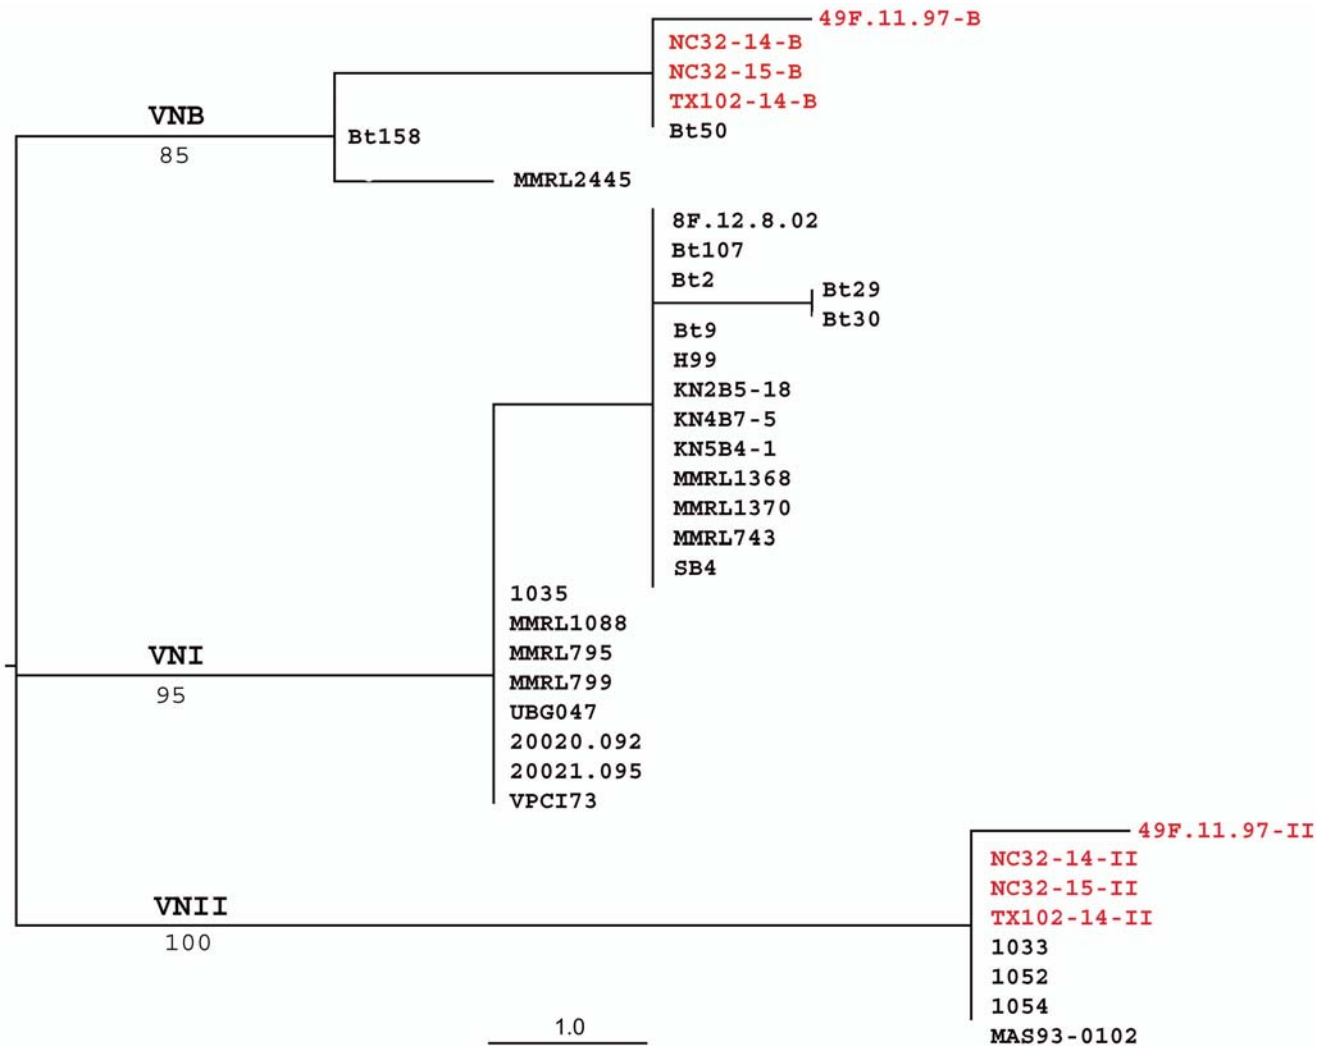 49F.11.97-B
NC32-14-B
NC32-15-B
TX102-14-B
Bt50
VNB
85
Bt158
MMRL2445
8F.12.8.02
Bt107
Bt2
Bt29
Bt30
Bt9
H99
KN2B5-18
KN4B7-5
KN5B4-1
MMRL1368
MMRL1370
MMRL743
SB4
1035
MMRL1088
MMRL795
MMRL799
UBG047
20020.092
20021.095
VPCI73
VNI
95
49F.11.97-II
NC32-14-II
NC32-15-II
TX102-14-II
1033
1052
1054
MAS93-0102
VNII
100
1.0